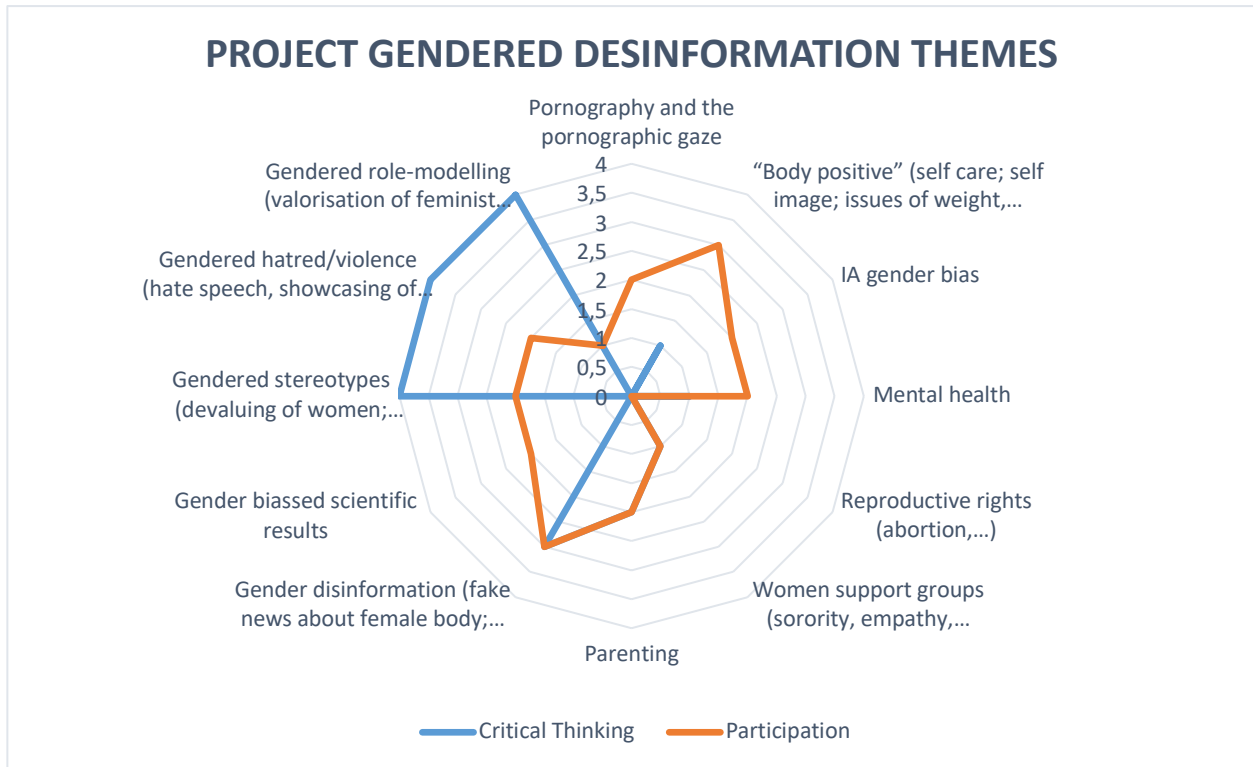 PROJECT GENDERED DESINFORMATION THEMES
Pornography and the
pornographic gaze
“Body positive” (self care; self
image; issues of weight,...
IA gender bias
Mental health
Reproductive rights
(abortion,...)
Women support groups
(sorority, empathy,...
Parenting
Gender disinformation (fake
news about female body;...
Gender biassed scientific
results
Gendered stereotypes
(devaluing of women;...
Gendered hatred/violence
(hate speech, showcasing of...
Gendered role-modelling
(valorisation of feminist...
4
3,5
3
2,5
2
1,5
1
0,5
0
Critical Thinking
Participation